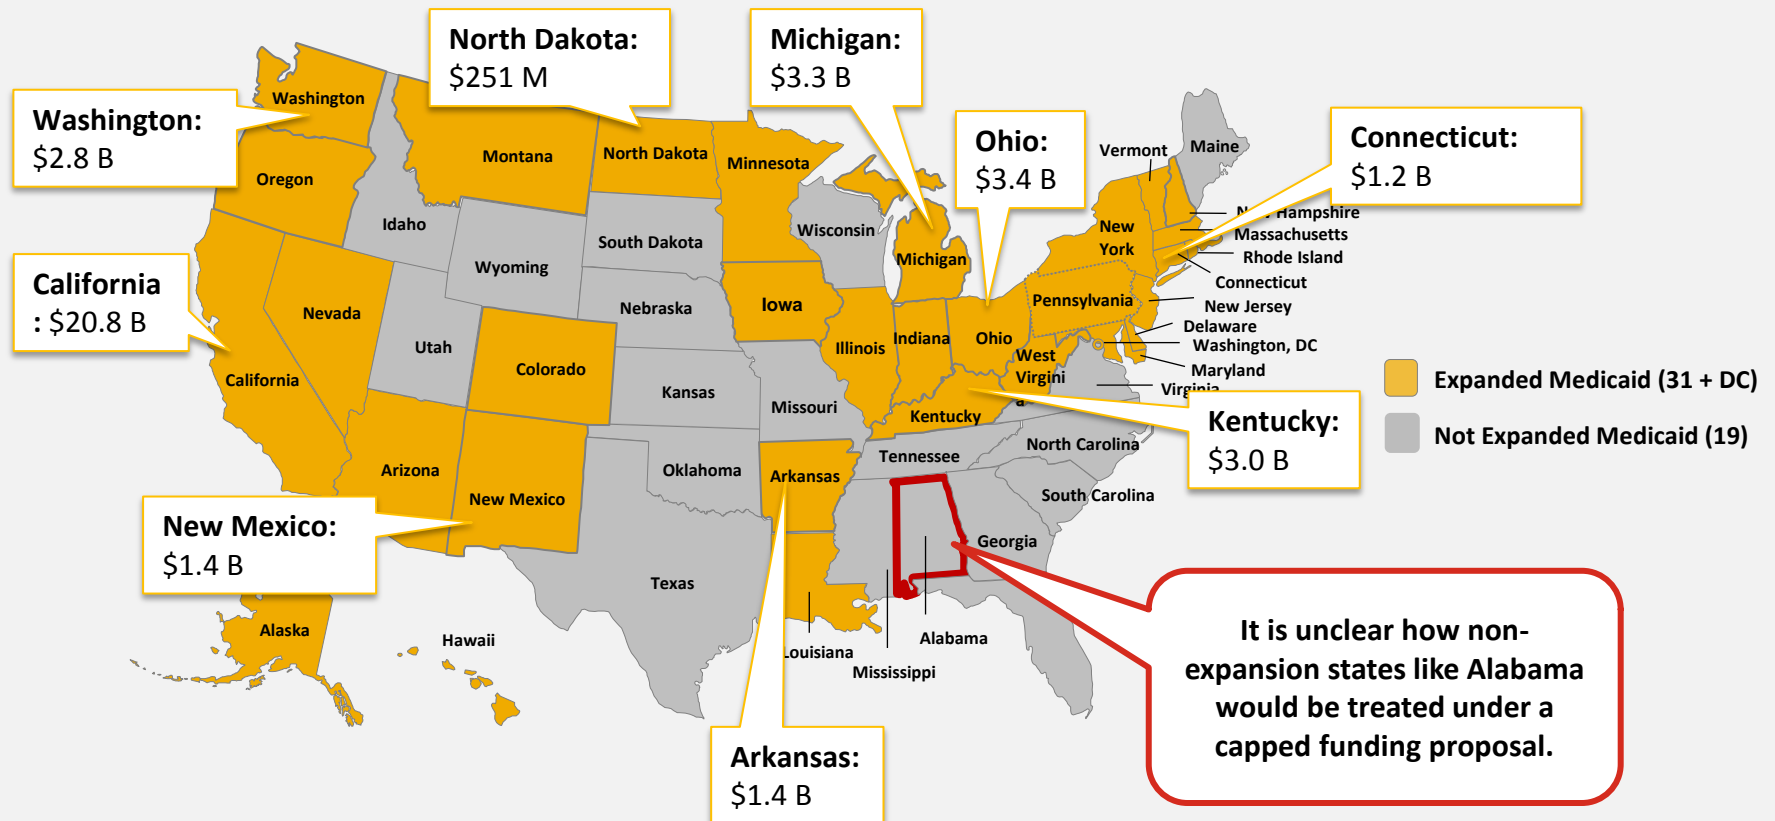 North Dakota:
$251 M
Michigan:
$3.3 B
Washington:
$2.8 B
Ohio:
$3.4 B
Connecticut:
$1.2 B
California
: $20.8 B
Kentucky:
$3.0 B
New Mexico:
$1.4 B
Arkansas:
$1.4 B
Washington
Oregon
Montana
North Dakota
Minnesota
Idaho
Wyoming
South Dakota
Wisconsin
Michigan
Vermont
Maine
New
York
Hampshire
Massachusetts
Rhode Island
Connecticut
New Jersey
Delaware
Washington, DC
Maryland
Virginia
Pennsylvania
Nevada
California
Utah
Colorado
Nebraska
Iowa
Illinois
Indiana
Ohio
West
Virgini
a
Kansas
Missouri
Kentucky
Arizona
New Mexico
Oklahoma
Arkansas
Tennessee
North Carolina
South Carolina
Georgia
Texas
Alaska
Hawaii
Louisiana
Mississippi
Alabama
Expanded Medicaid (31 + DC)
Not Expanded Medicaid (19)
It is unclear how non-
expansion states like Alabama
would be treated under a
capped funding proposal.